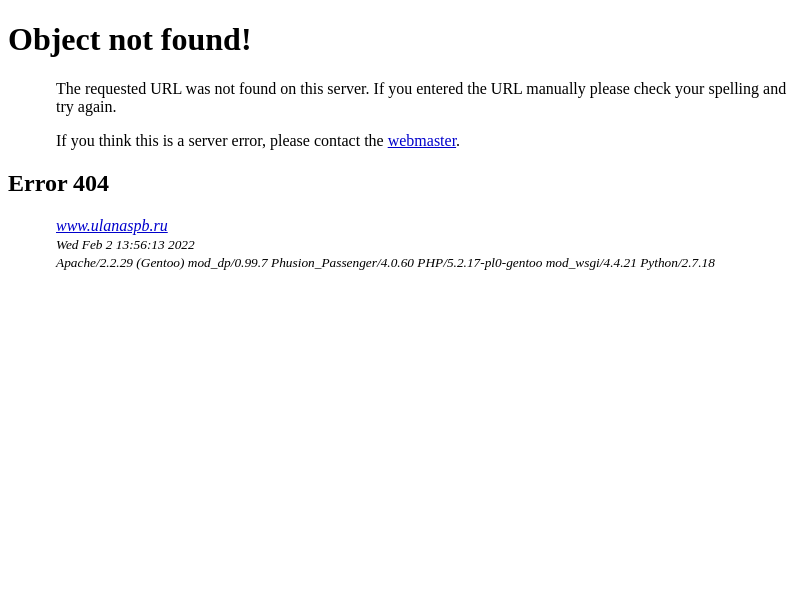 Object not found!
The requested URL was not found on this server. If you entered the URL manually please check your spelling and
try again.
If you think this is a server error, please contact the webmaster.
Error 404
www.ulanaspb.ru
Wed Feb 2 13:56:13 2022
Apache/2.2.29 (Gentoo) mod_dp/0.99.7 Phusion_Passenger/4.0.60 PHP/5.2.17-pl0-gentoo mod_wsgi/4.4.21 Python/2.7.18